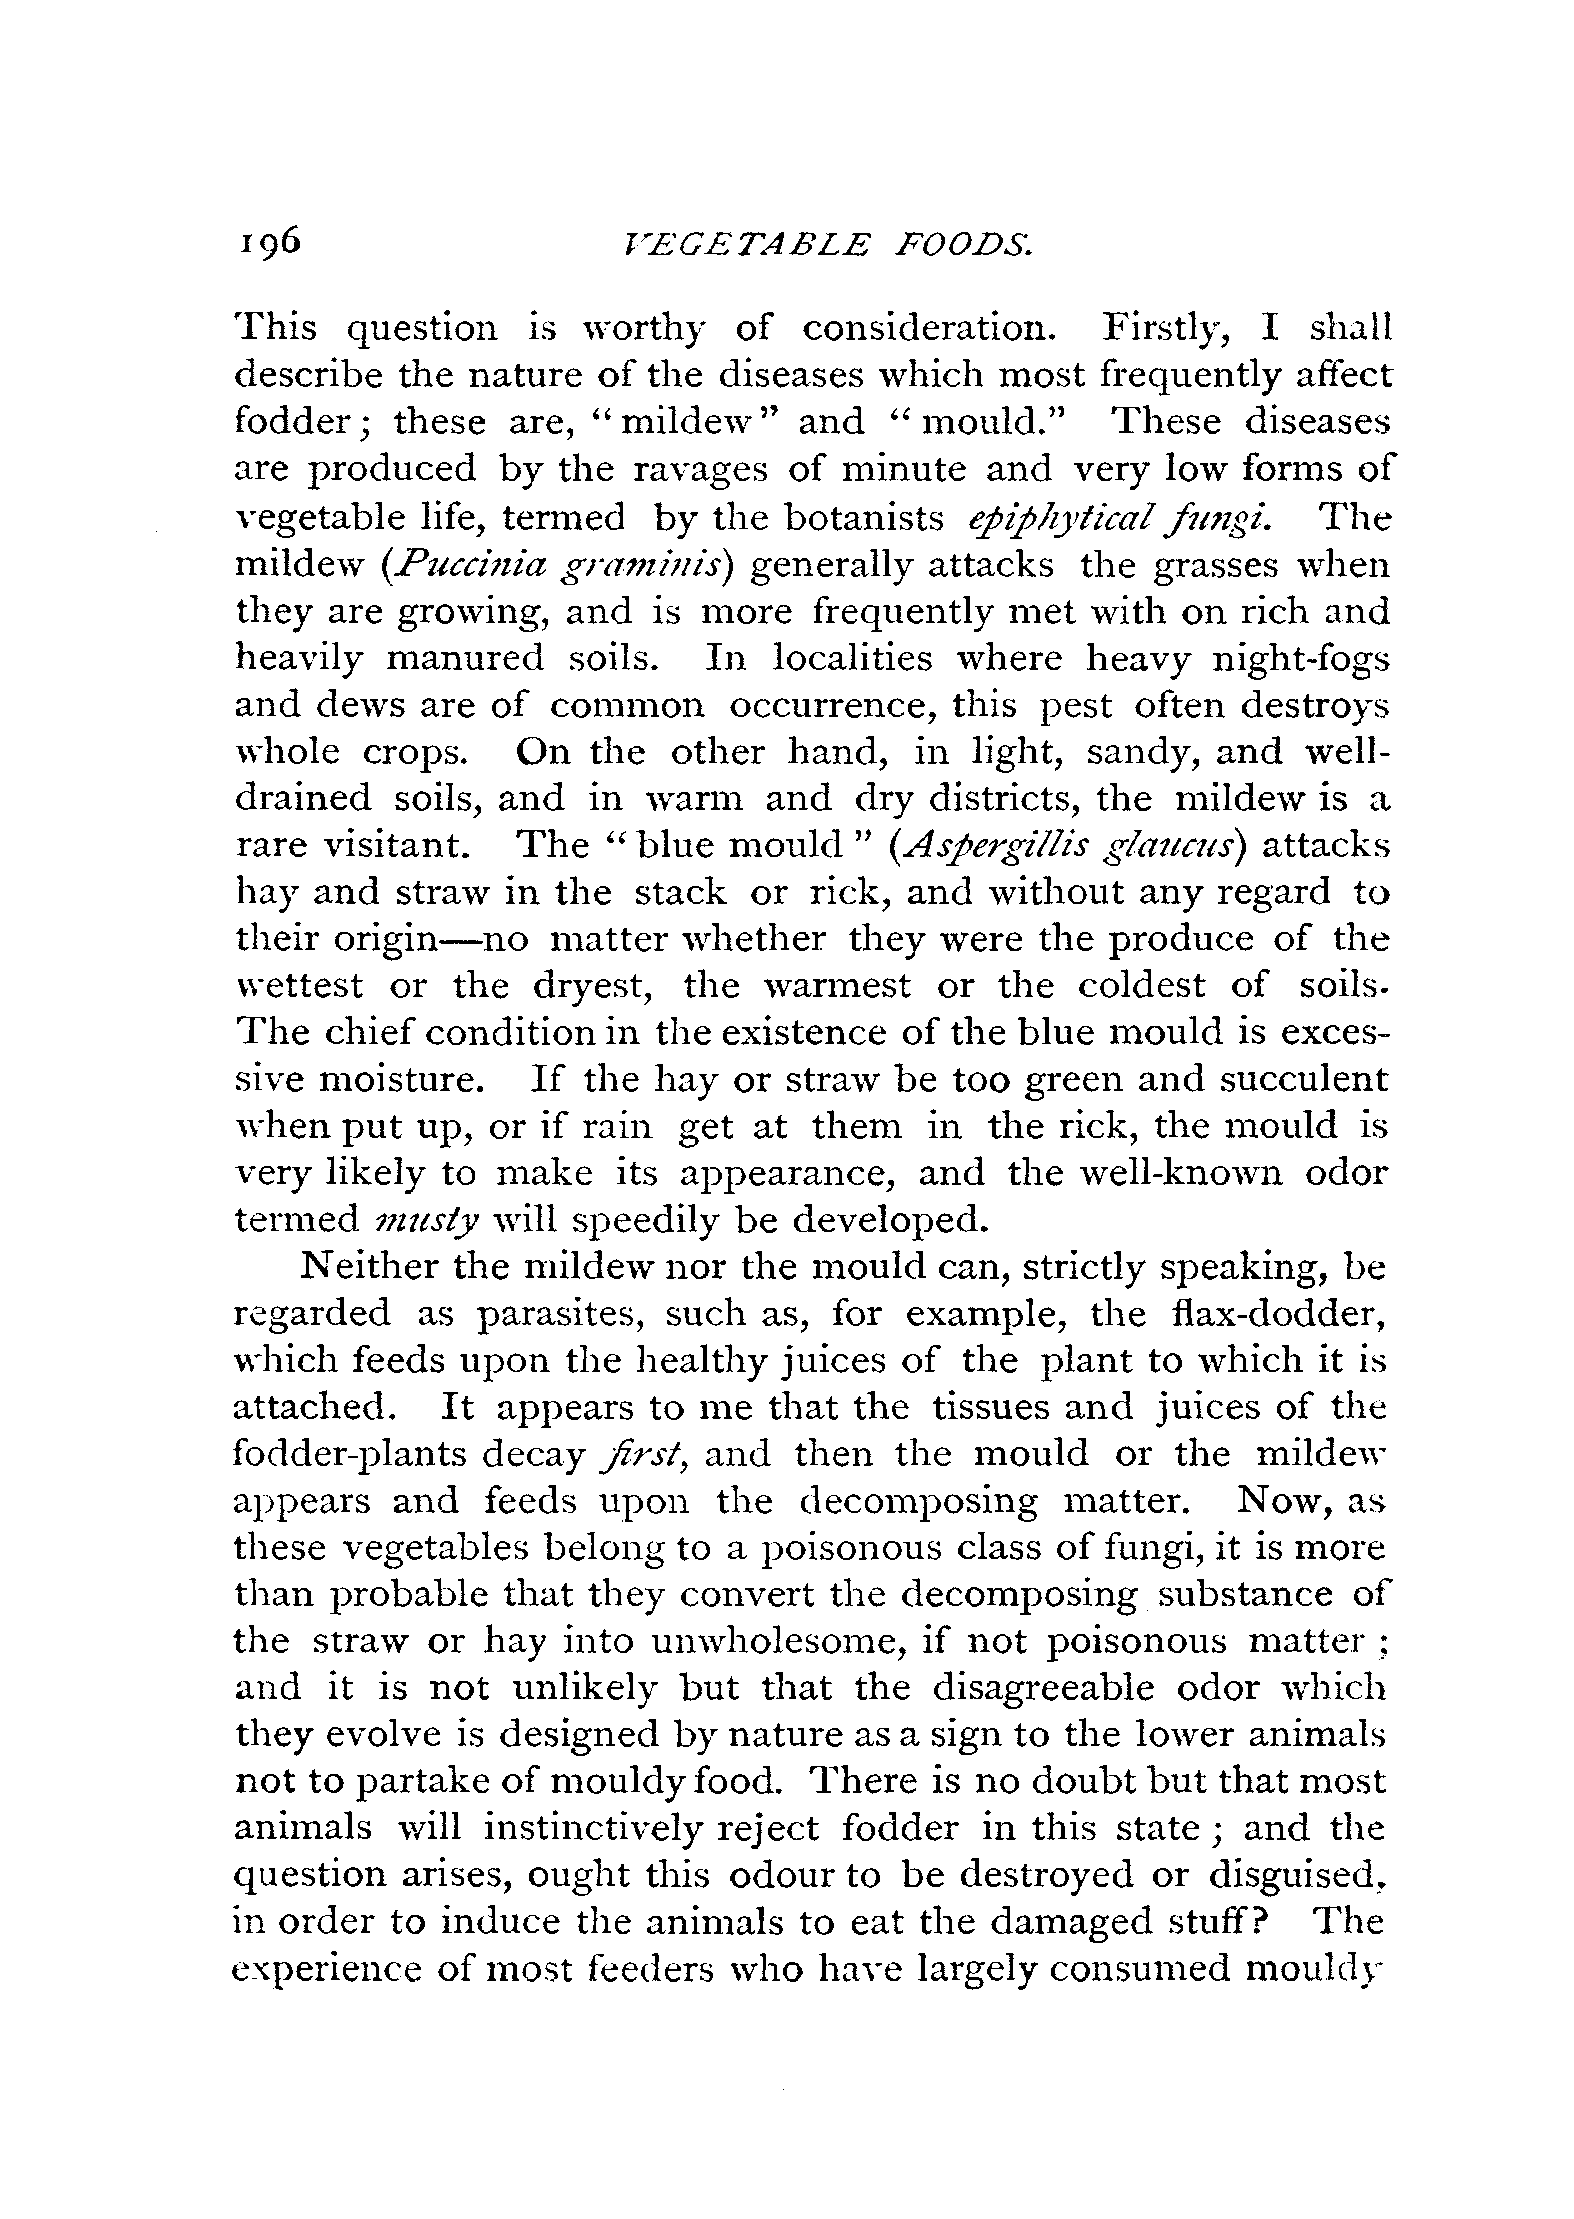 196 VEGETABLE FOODS.
This question is worthy of consideration. Firstly, I shall
describe the nature of the diseases which most frequently affect
fodder; these are, “mildew” and “mould.” These diseases
are produced by the ravages of minute and very low forms of
vegetable life, termed by the botanists epiphytical fungi. The
mildew (Puccinia graminis) generally attacks the grasses when
they are growing, and is more frequently met with on rich and
heavily manured soils. In localities where heavy night-fogs
and dews are of common occurrence, this pest often destroys
whole crops. On the other hand, in light, sandy, and well-
drained soils, and in warm and dry districts, the mildew is a
rare visitant. The “blue mould” (Aspergillis glaucus) attacks
hay and straw in the stack or rick, and without any regard to
their origin—no matter whether they were the produce of the
wettest or the dryest, the warmest or the coldest of soils.
The chief condition in the existence of the blue mould is exces-
sive moisture. If the hay or straw be too green and succulent
when put up, or if rain get at them in the rick, the mould is
very likely to make its appearance, and the well-known odor
termed musty will speedily be developed.
Neither the mildew nor the mould can, strictly speaking, be
regarded as parasites, such as, for example, the flax-dodder,
which feeds upon the healthy juices of the plant to which it is
attached. It appears to me that the tissues and juices of the
fodder-plants decay first, and then the mould or the mildew
appears and feeds upon the decomposing matter. Now, as
these vegetables belong to a poisonous class of fungi, it is more
than probable that they convert the decomposing substance of
the straw or hay into unwholesome, if not poisonous matter;
and it is not unlikely but that the disagreeable odor which
they evolve is designed by nature as a sign to the lower animals
not to partake of mouldy food. There is no doubt but that most
animals will instinctively reject fodder in this state; and the
question arises, ought this odour to be destroyed or disguised,
in order to induce the animals to eat the damaged stuff? The
experience of most feeders who have largely consumed mouldy